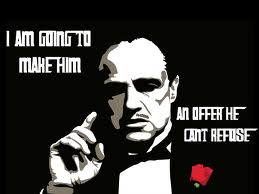 I AM GOING TO
MAKE HIM
AN OFFER HE
CANT REFUSE